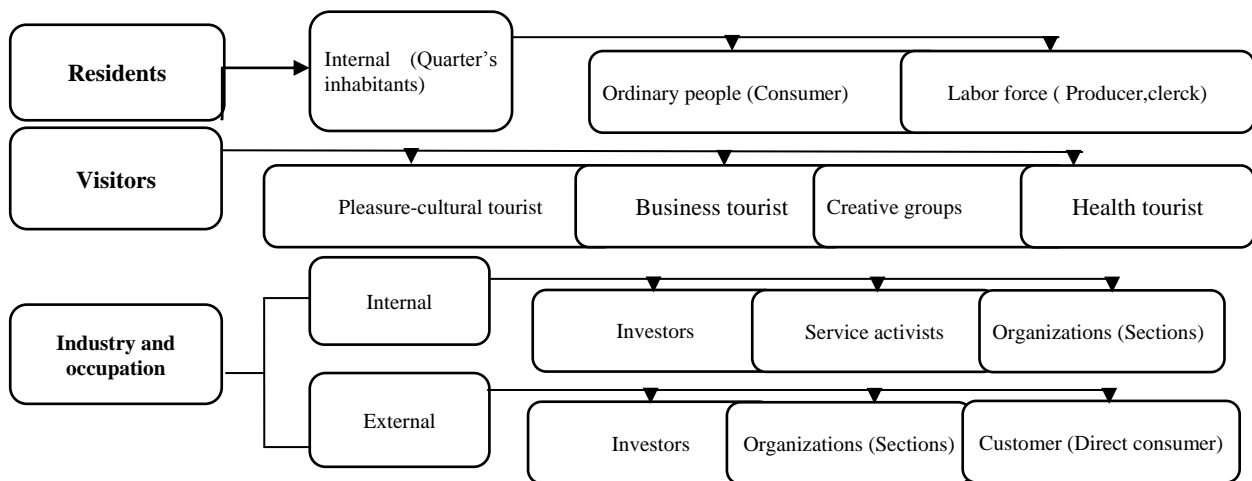 Residents
Internal (Quarter's
inhabitants)
Ordinary people (Consumer)
Labor force ( Producer,clerck)
Visitors
Pleasure-cultural tourist
Business tourist
Creative groups
Health tourist
Industry and
occupation
Internal
Investors
Service activists
Organizations (Sections)
External
Investors
Organizations (Sections)
Customer (Direct consumer)